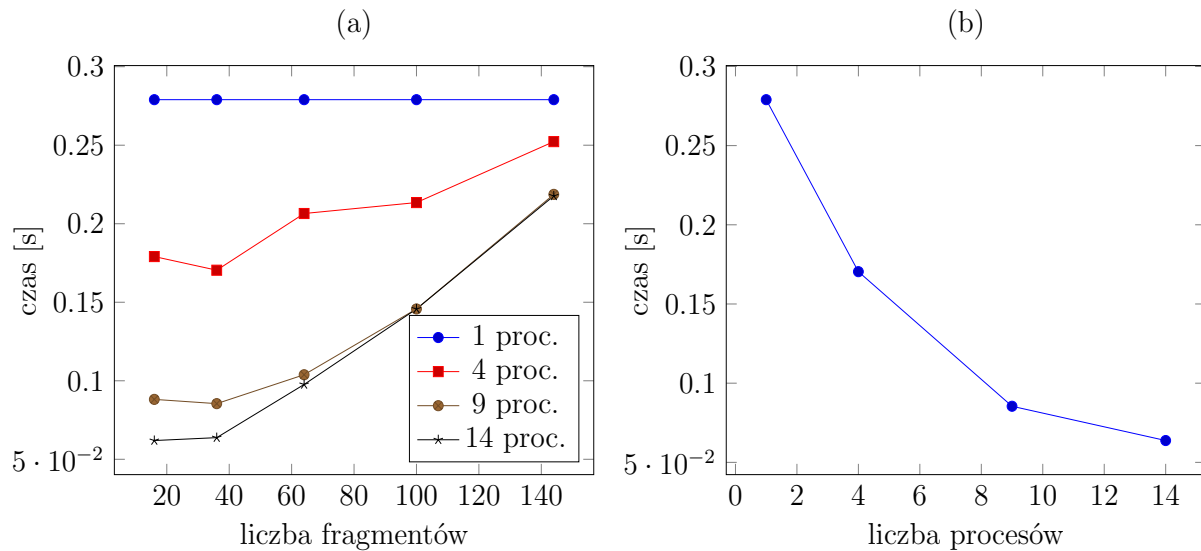 (a)
0.3
0.25
0.2
0.15
0.1
5 · 10⁻²
czas [s]
1 proc.
4 proc.
9 proc.
14 proc.
20 40 60 80 100 120 140
liczba fragmentów
(b)
0.3
0.25
0.2
0.15
0.1
5 · 10⁻²
czas [s]
0 2 4 6 8 10 12 14
liczba procesów